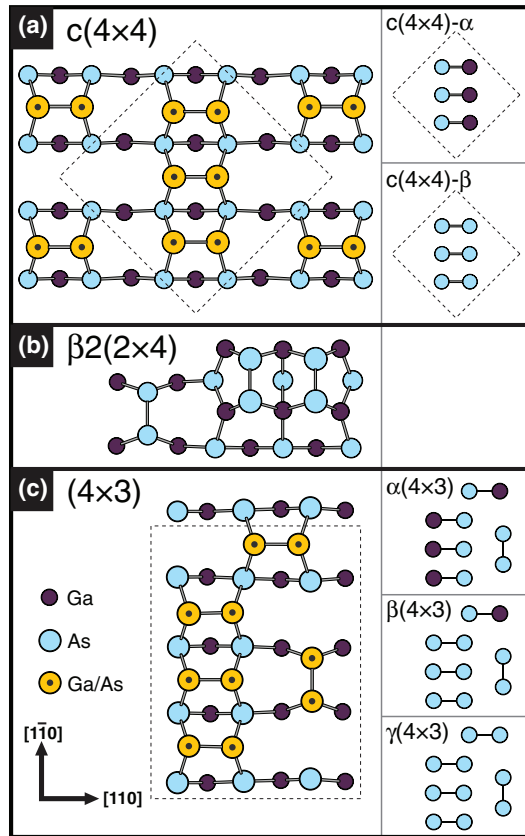 (a) c(4×4)
c(4×4)-α
c(4×4)-β
(b) β2(2×4)
(c) (4×3)
α(4×3)
β(4×3)
γ(4×3)
Ga
As
Ga/As
[11̅0]
[110]